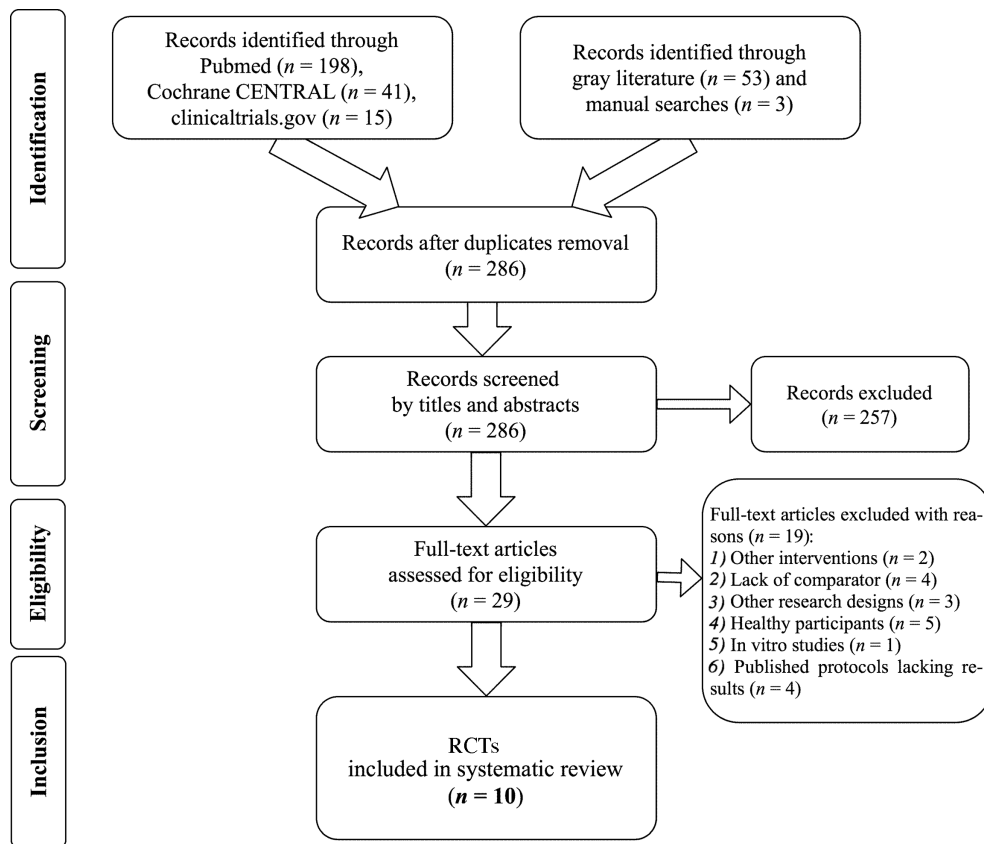 Identification
Records identified through
Pubmed (n = 198),
Cochrane CENTRAL (n = 41),
clinicaltrials.gov (n = 15)
Records identified through
gray literature (n = 53) and
manual searches (n = 3)
Records after duplicates removal
(n = 286)
Screening
Records screened
by titles and abstracts
(n = 286)
Records excluded
(n = 257)
Eligibility
Full-text articles
assessed for eligibility
(n = 29)
Full-text articles excluded with rea-
sons (n = 19):
1) Other interventions (n = 2)
2) Lack of comparator (n = 4)
3) Other research designs (n = 3)
4) Healthy participants (n = 5)
5) In vitro studies (n = 1)
6) Published protocols lacking re-
sults (n = 4)
Inclusion
RCTs
included in systematic review
(n = 10)